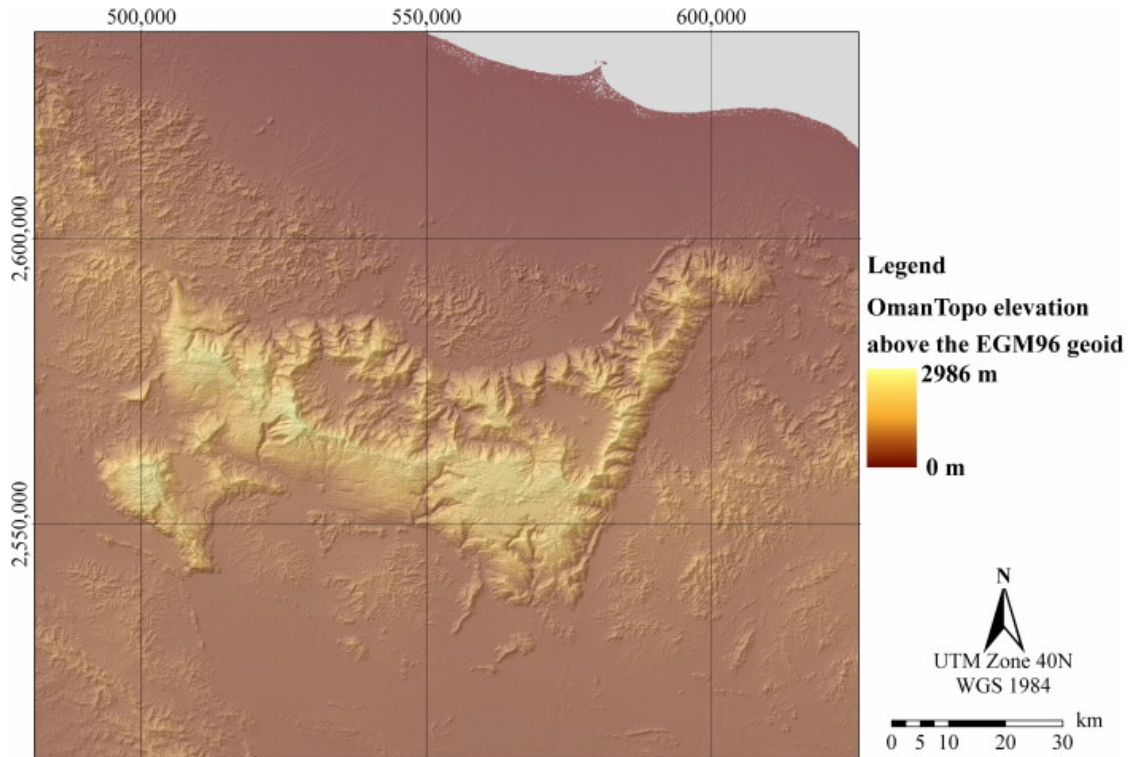 500,000
550,000
600,000
2,600,000
2,550,000
Legend
OmanTopo elevation
above the EGM96 geoid
2986 m
0 m
N
UTM Zone 40N
WGS 1984
km
0 5 10 20 30